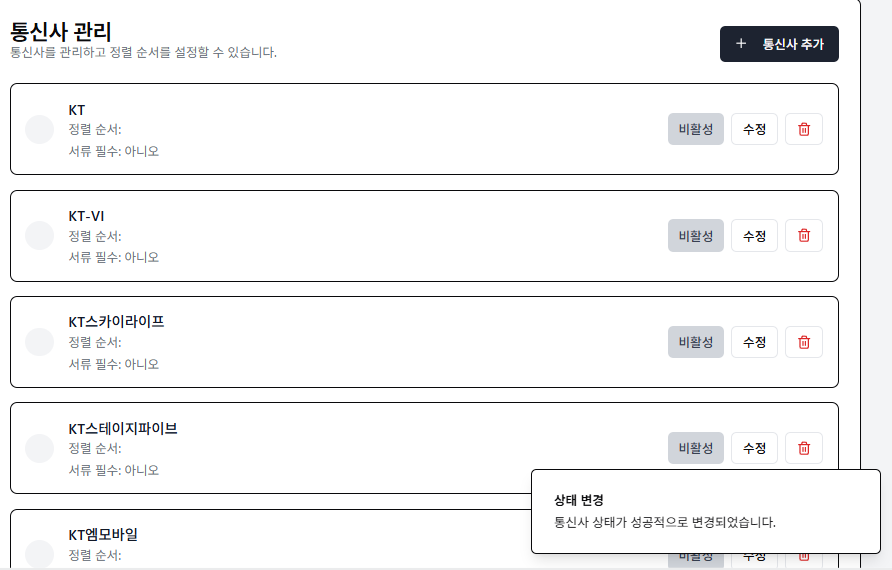 통신사 관리
통신사를 관리하고 정렬 순서를 설정할 수 있습니다.
+ 통신사 추가
KT
정렬 순서:
서류 필수: 아니오
비활성 수정
KT-VI
정렬 순서:
서류 필수: 아니오
비활성 수정
KT스카이라이프
정렬 순서:
서류 필수: 아니오
비활성 수정
KT스테이지파이브
정렬 순서:
서류 필수: 아니오
비활성 수정
KT엠모바일
정렬 순서:
비활성 수정
상태 변경
통신사 상태가 성공적으로 변경되었습니다.